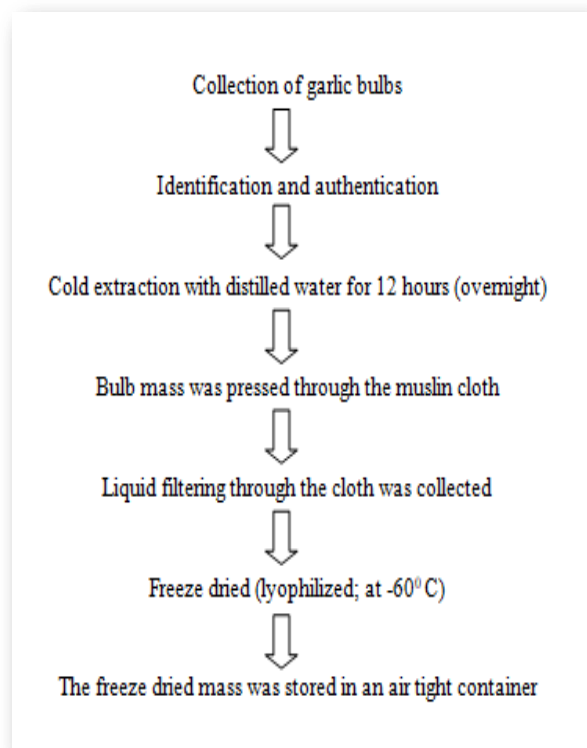 Collection of garlic bulbs
Identification and authentication
Cold extraction with distilled water for 12 hours (overnight)
Bulb mass was pressed through the muslin cloth
Liquid filtering through the cloth was collected
Freeze dried (lyophilized; at -60⁰ C)
The freeze dried mass was stored in an air tight container